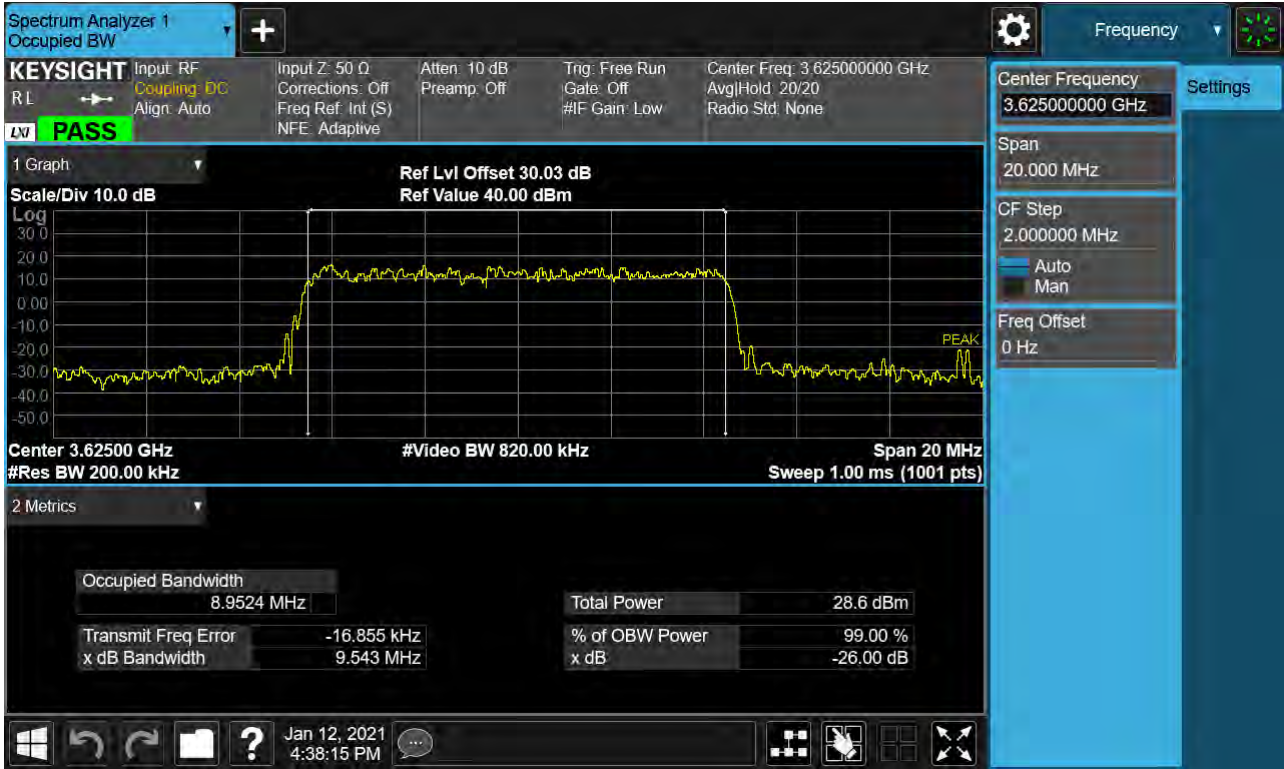 Spectrum Analyzer 1
Occupied BW
+
Frequency
KEYSIGHT
R L
LXI PASS
Input: RF
Coupling: DC
Align: Auto
Input Z: 50 Ω
Corrections: Off
Freq Ref: Int (S)
NFE: Adaptive
Atten: 10 dB
Preamp: Off
Trig: Free Run
Gate: Off
#IF Gain: Low
Center Freq: 3.625000000 GHz
Avg|Hold: 20/20
Radio Std: None
Center Frequency
3.625000000 GHz
Settings
Span
20.000 MHz
CF Step
2.000000 MHz
Auto
Man
Freq Offset
0 Hz
1 Graph
Scale/Div 10.0 dB
Ref Lvl Offset 30.03 dB
Ref Value 40.00 dBm
Log
30.0
20.0
10.0
0.00
-10.0
-20.0
-30.0
-40.0
-50.0
PEAK
Center 3.62500 GHz
#Video BW 820.00 kHz
Span 20 MHz
#Res BW 200.00 kHz
Sweep 1.00 ms (1001 pts)
2 Metrics
Occupied Bandwidth
8.9524 MHz
Total Power 28.6 dBm
Transmit Freq Error -16.855 kHz
% of OBW Power 99.00 %
x dB Bandwidth 9.543 MHz
x dB -26.00 dB
?
Jan 12, 2021
4:38:15 PM